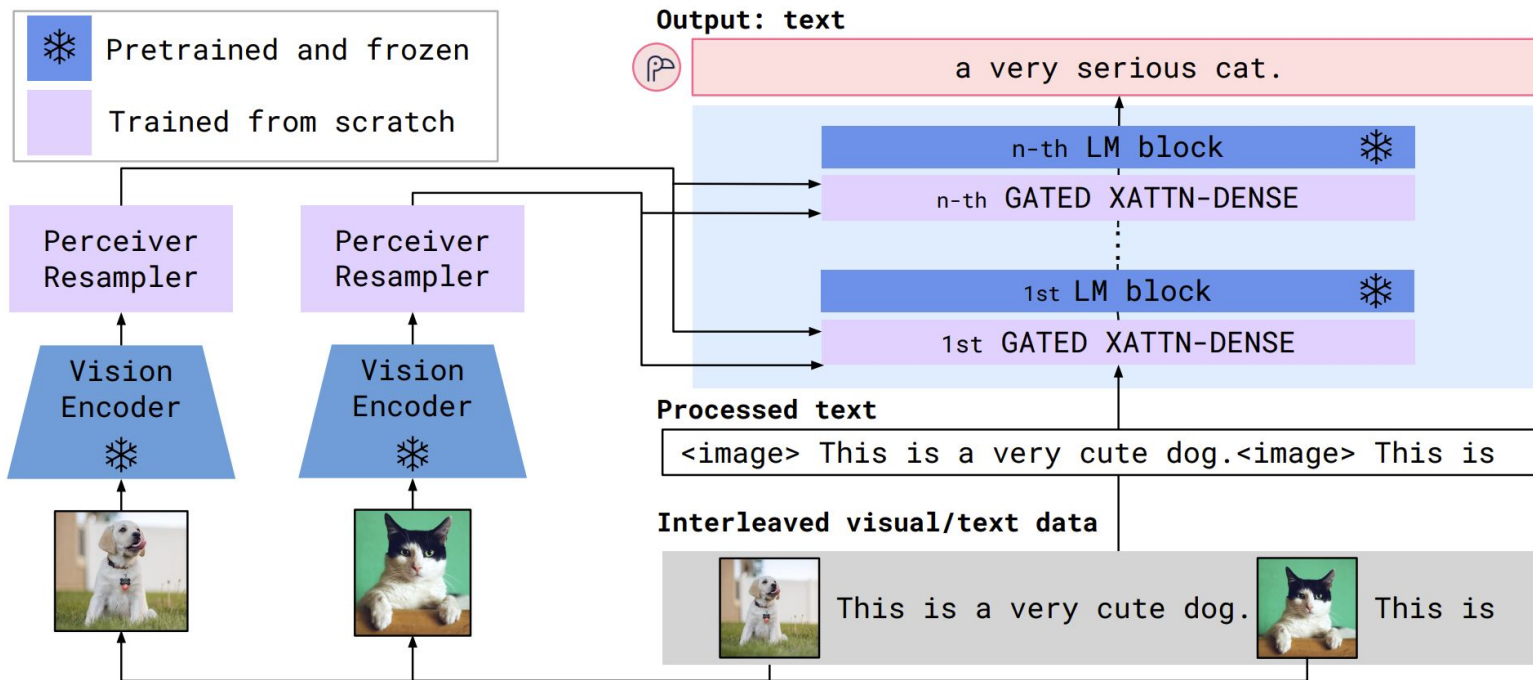 Pretrained and frozen
Trained from scratch
Output: text
a very serious cat.
n-th LM block
n-th GATED XATTN-DENSE
1st LM block
1st GATED XATTN-DENSE
Perceiver
Resampler
Perceiver
Resampler
Vision
Encoder
Vision
Encoder
Processed text
<image> This is a very cute dog.<image> This is
Interleaved visual/text data
This is a very cute dog.
This is